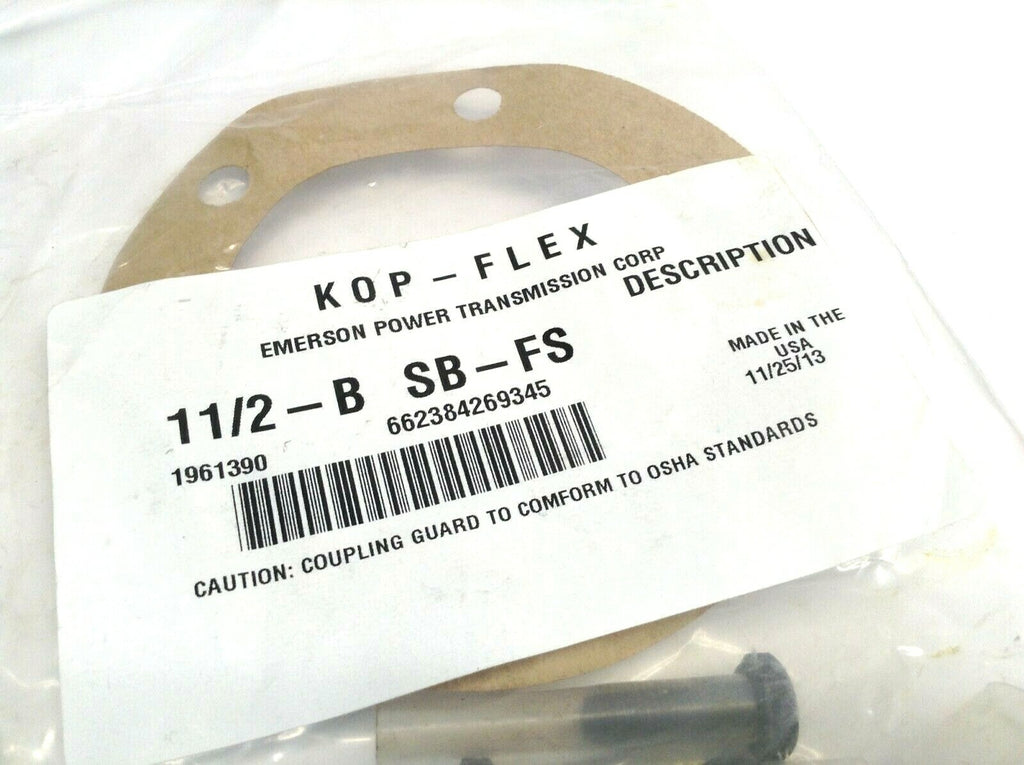 KOP-FLEX
EMERSON POWER TRANSMISSION CORP
DESCRIPTION
11/2-B SB-FS
662384269345
MADE IN THE
USA
11/25/13
1961390
CAUTION: COUPLING GUARD TO COMFORM TO OSHA STANDARDS